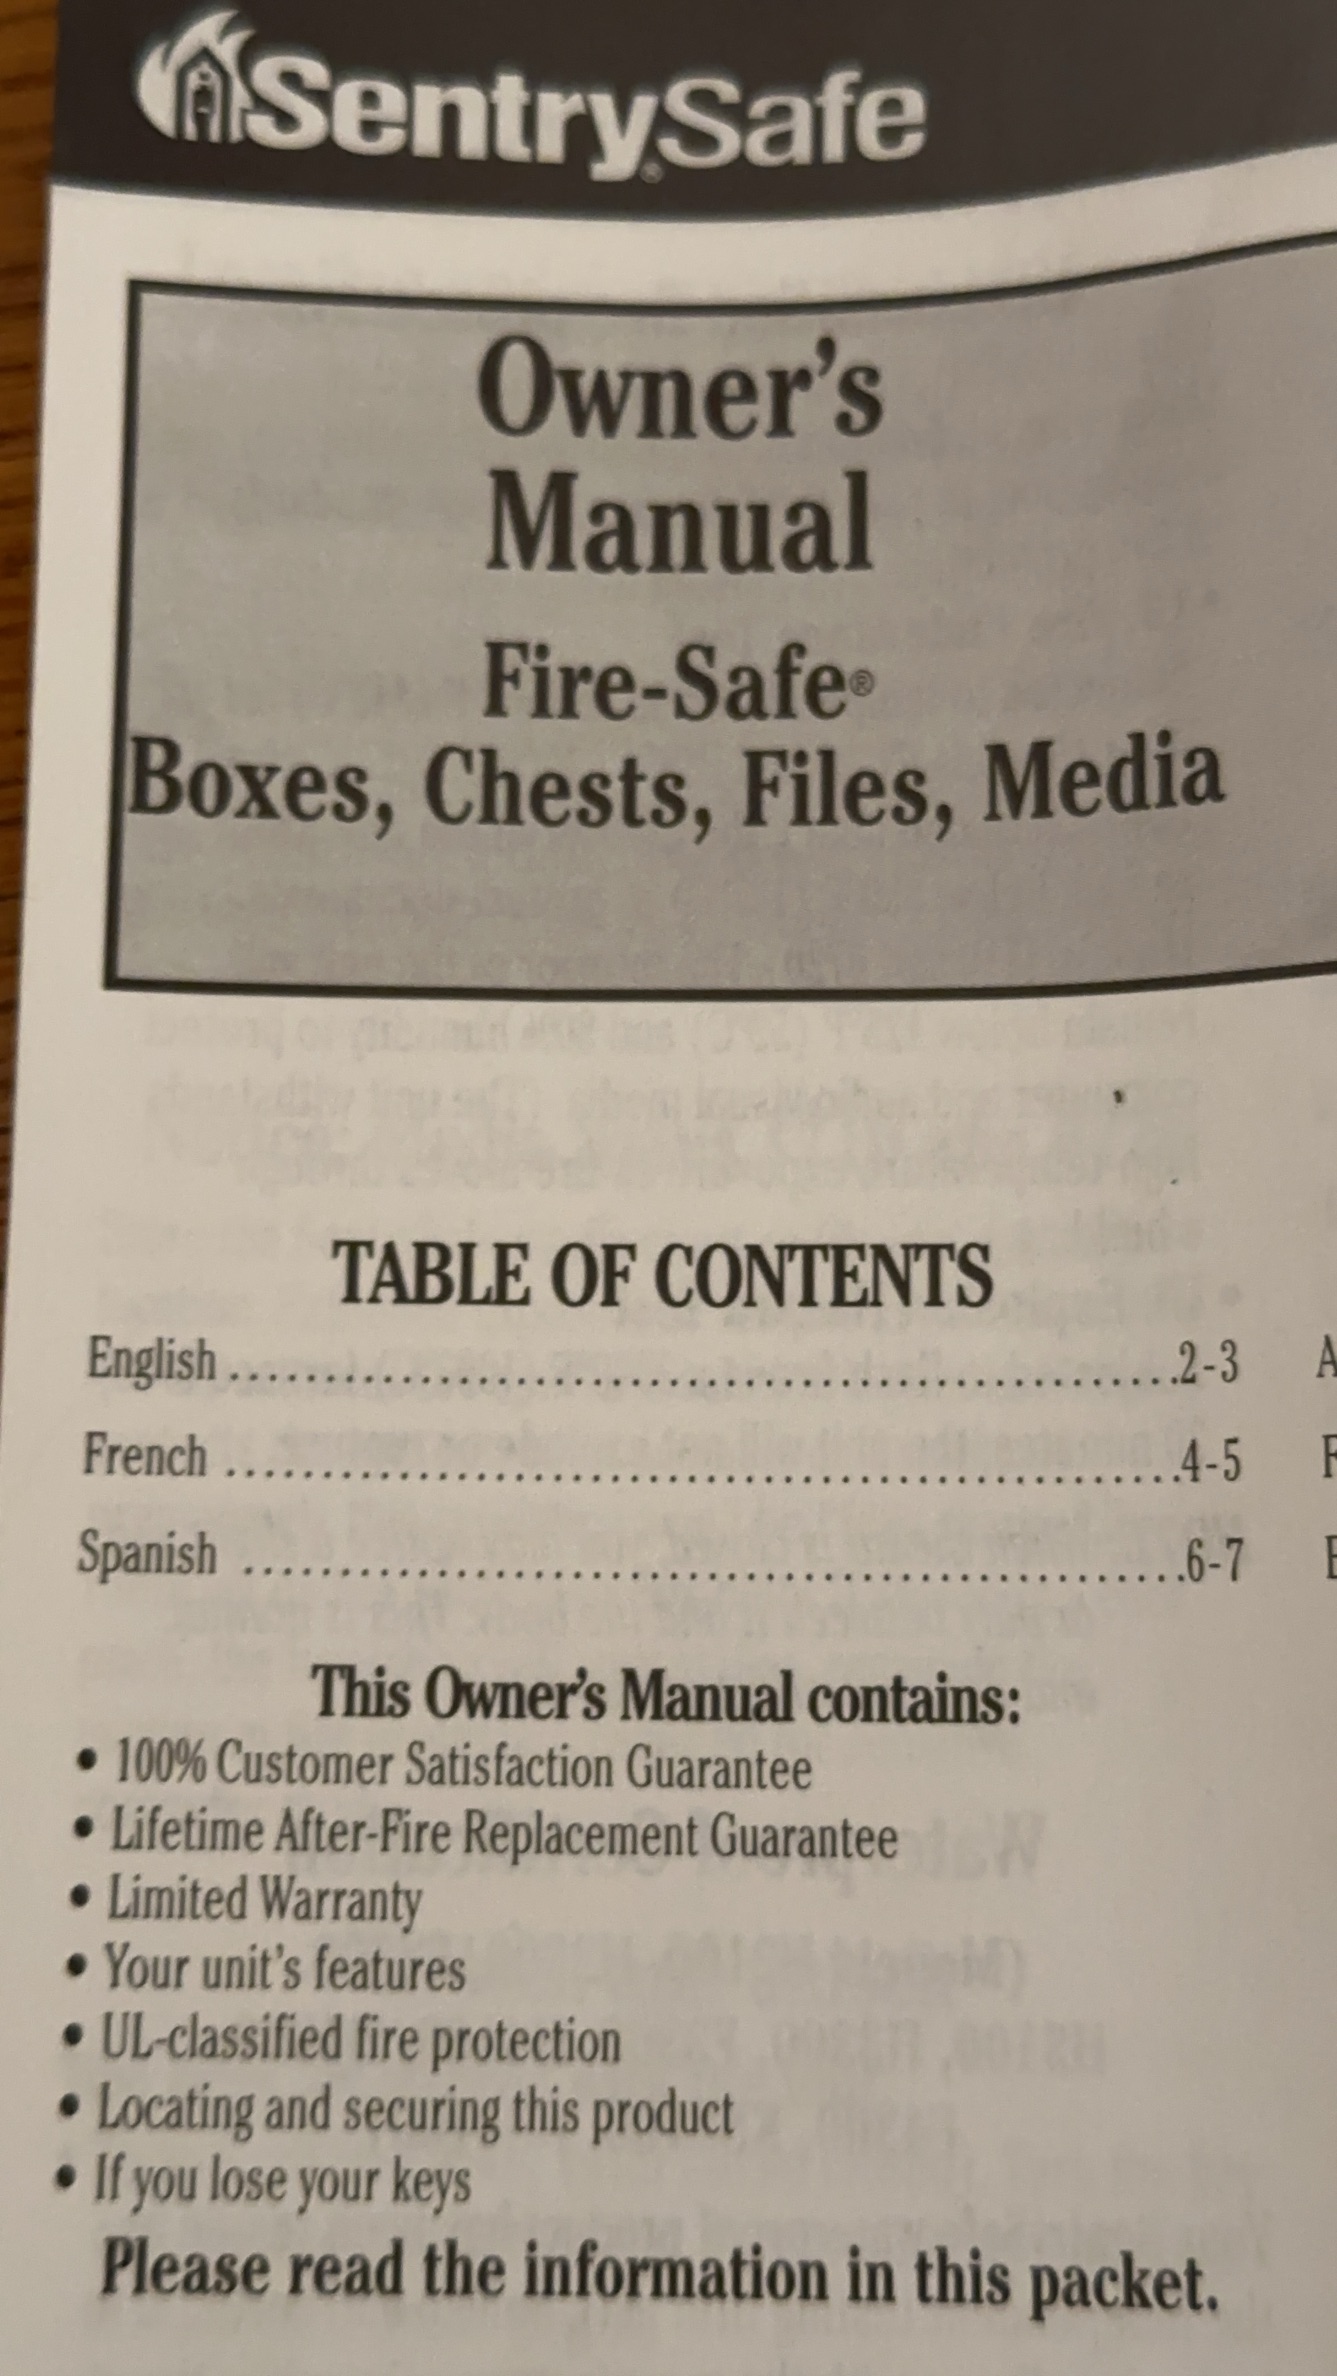 SentrySafe®
Owner's
Manual
Fire-Safe®
Boxes, Chests, Files, Media
TABLE OF CONTENTS
English ..................................................2-3
French ..................................................4-5
Spanish ..................................................6-7
This Owner's Manual contains:
• 100% Customer Satisfaction Guarantee
• Lifetime After-Fire Replacement Guarantee
• Limited Warranty
• Your unit's features
• UL-classified fire protection
• Locating and securing this product
• If you lose your keys
Please read the information in this packet.